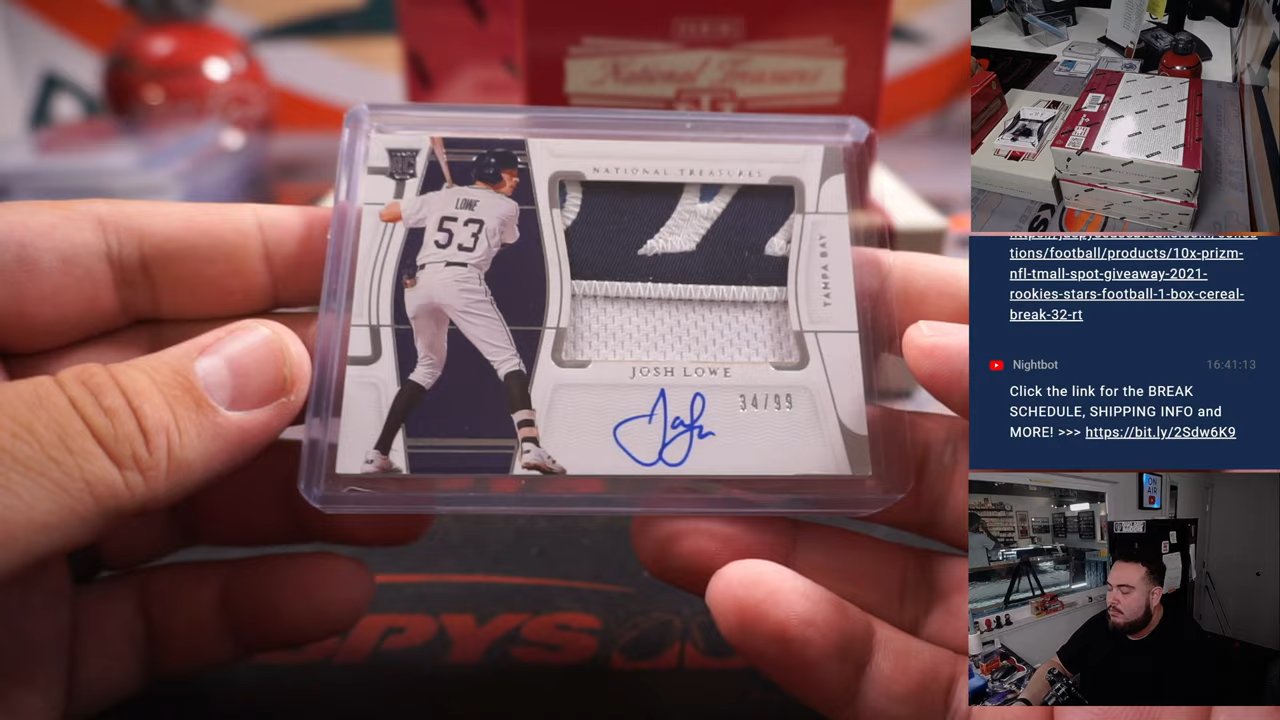 National Treasures
LOWE
53
NATIONAL TREASURES
TAMPA BAY
JOSH LOWE
34/99
tions/football/products/10x-prizm-
nfl-tmall-spot-giveaway-2021-
rookies-stars-football-1-box-cereal-
break-32-rt
Nightbot
16:41:13
Click the link for the BREAK
SCHEDULE, SHIPPING INFO and
MORE! >>> https://bit.ly/2Sdw6K9
ON
AIR